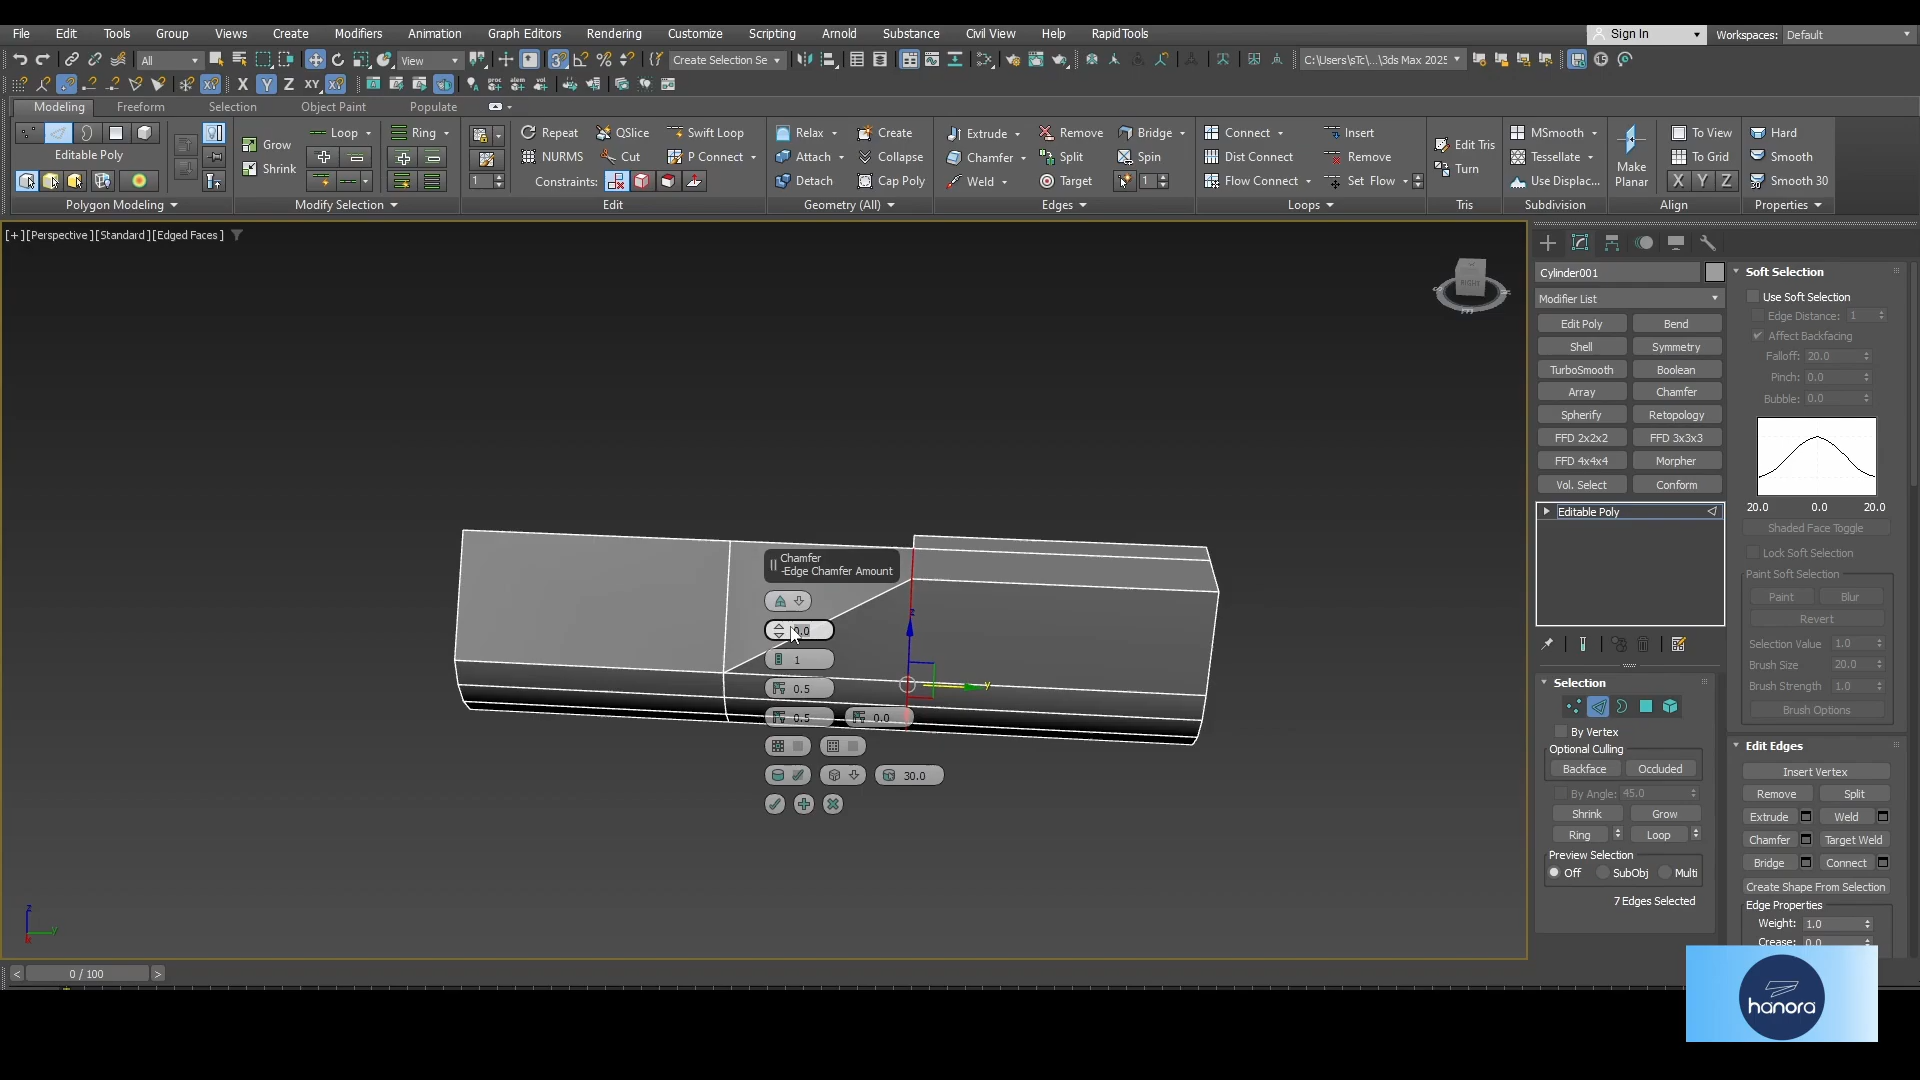 File Edit Tools Group Views Create Modifiers Animation Graph Editors Rendering Customize Scripting Arnold Substance Civil View Help RapidTools Sign In Workspaces: Default
All View Create Selection Se C:\Users\sTc\...\3ds Max 2025
X Y Z XY
Modeling Freeform Selection Object Paint Populate
Loop Ring Repeat QSlice Swift Loop Relax Create Extrude Remove Bridge Connect Insert MSmooth To View Hard
Grow Edit Tris
Editable Poly NURMS Cut P Connect Attach Collapse Chamfer Split Spin Dist Connect Remove Tessellate To Grid Smooth
Shrink Turn Make
1 Constraints: Detach Cap Poly Weld Target 1 Flow Connect Set Flow Use Displac... Planar X Y Z Smooth 30
Polygon Modeling Modify Selection Edit Geometry (All) Edges Loops Tris Subdivision Align Properties
[+][Perspective][Standard][Edged Faces]
RIGHT
Chamfer
-Edge Chamfer Amount
0.0
1
0.5
0.5 0.0
30.0
z
y
z
y
x
Cylinder001
Modifier List
Edit Poly Bend
Shell Symmetry
TurboSmooth Boolean
Array Chamfer
Spherify Retopology
FFD 2x2x2 FFD 3x3x3
FFD 4x4x4 Morpher
Vol. Select Conform
Editable Poly
Selection
By Vertex
Optional Culling
Backface Occluded
By Angle: 45.0
Shrink Grow
Ring Loop
Preview Selection
Off SubObj Multi
7 Edges Selected
Soft Selection
Use Soft Selection
Edge Distance: 1
Affect Backfacing
Falloff: 20.0
Pinch: 0.0
Bubble: 0.0
20.0 0.0 20.0
Shaded Face Toggle
Lock Soft Selection
Paint Soft Selection
Paint Blur
Revert
Selection Value 1.0
Brush Size 20.0
Brush Strength 1.0
Brush Options
Edit Edges
Insert Vertex
Remove Split
Extrude Weld
Chamfer Target Weld
Bridge Connect
Create Shape From Selection
Edge Properties
Weight: 1.0
Crease: 0.0
< 0 / 100 >
hanora